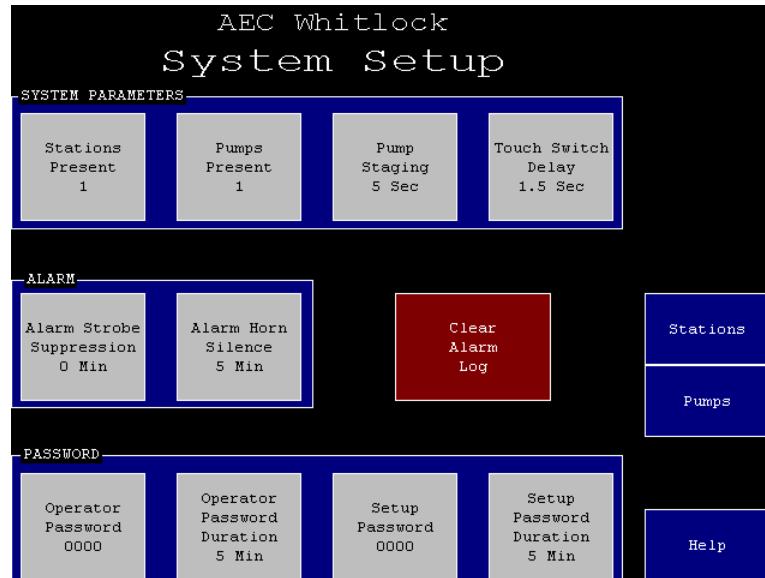 AEC Whitlock
System Setup
SYSTEM PARAMETERS
Stations
Present
1
Pumps
Present
1
Pump
Staging
5 Sec
Touch Switch
Delay
1.5 Sec
ALARM
Alarm Strobe
Suppression
0 Min
Alarm Horn
Silence
5 Min
Clear
Alarm
Log
Stations
Pumps
PASSWORD
Operator
Password
0000
Operator
Password
Duration
5 Min
Setup
Password
0000
Setup
Password
Duration
5 Min
Help